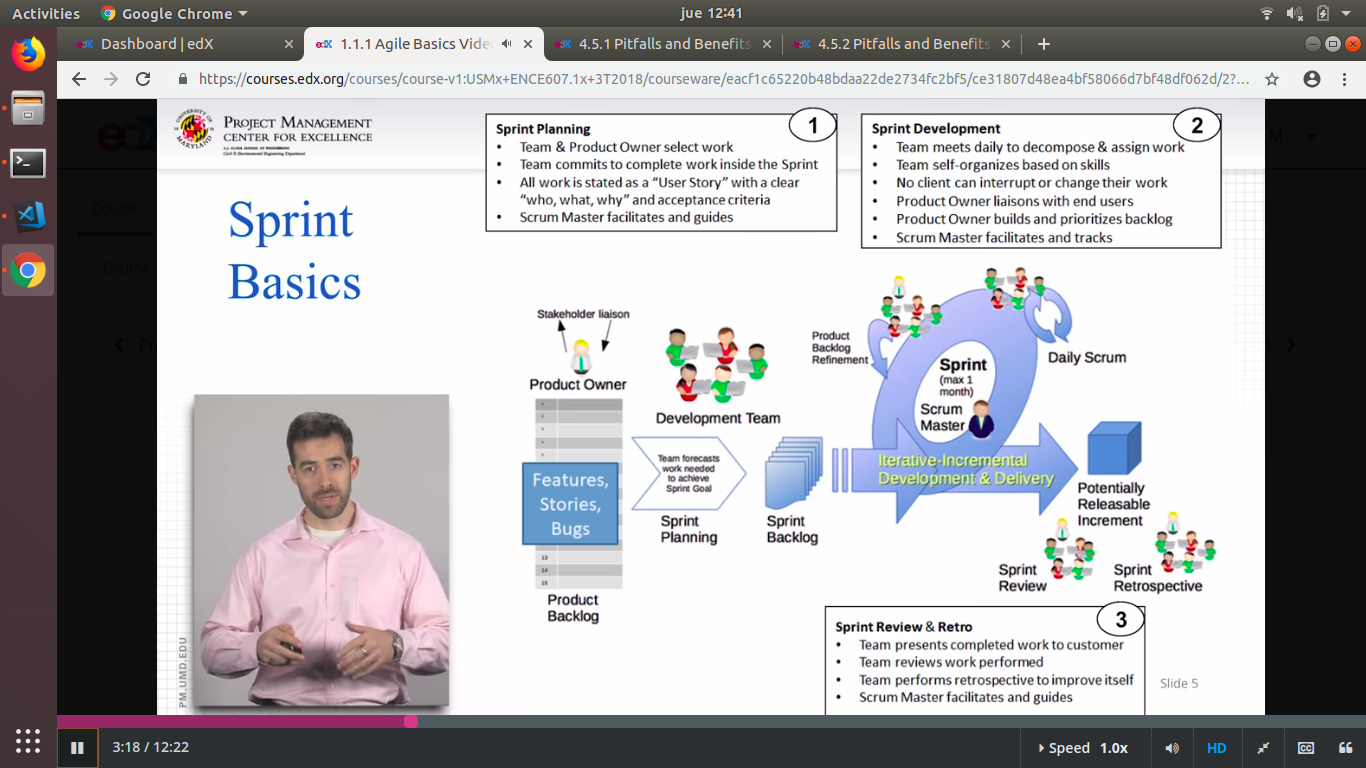 Activities
Google Chrome
jue 12:41
Dashboard | edX
1.1.1 Agile Basics Vide
4.5.1 Pitfalls and Benefits
4.5.2 Pitfalls and Benefits
https://courses.edx.org/courses/course-v1:USMx+ENCE607.1x+3T2018/courseware/eacf1c65220b48bdaa22de2734fc2bf5/ce31807d48ea4bf58066d7bf48df062d/2?...
UNIVERSITY OF
MARYLAND
PROJECT MANAGEMENT
CENTER FOR EXCELLENCE
A.J. CLARK SCHOOL OF ENGINEERING
Civil & Environmental Engineering Department
Course
Course
Sprint
Basics
1
Sprint Planning
• Team & Product Owner select work
• Team commits to complete work inside the Sprint
• All work is stated as a “User Story” with a clear
“who, what, why” and acceptance criteria
• Scrum Master facilitates and guides
2
Sprint Development
• Team meets daily to decompose & assign work
• Team self-organizes based on skills
• No client can interrupt or change their work
• Product Owner liaisons with end users
• Product Owner builds and prioritizes backlog
• Scrum Master facilitates and tracks
Stakeholder liaison
Product Owner
Development Team
Features,
Stories,
Bugs
13
14
15
Product
Backlog
Team forecasts
work needed
to achieve
Sprint Goal
Sprint
Planning
Sprint
Backlog
Product
Backlog
Refinement
Daily Scrum
Sprint
(max 1
month)
Scrum
Master
Iterative-Incremental
Development & Delivery
Potentially
Releasable
Increment
Sprint
Review
Sprint
Retrospective
3
Sprint Review & Retro
• Team presents completed work to customer
• Team reviews work performed
• Team performs retrospective to improve itself
• Scrum Master facilitates and guides
Slide 5
PM.UMD.EDU
3:18 / 12:22
Speed 1.0x
HD
CC